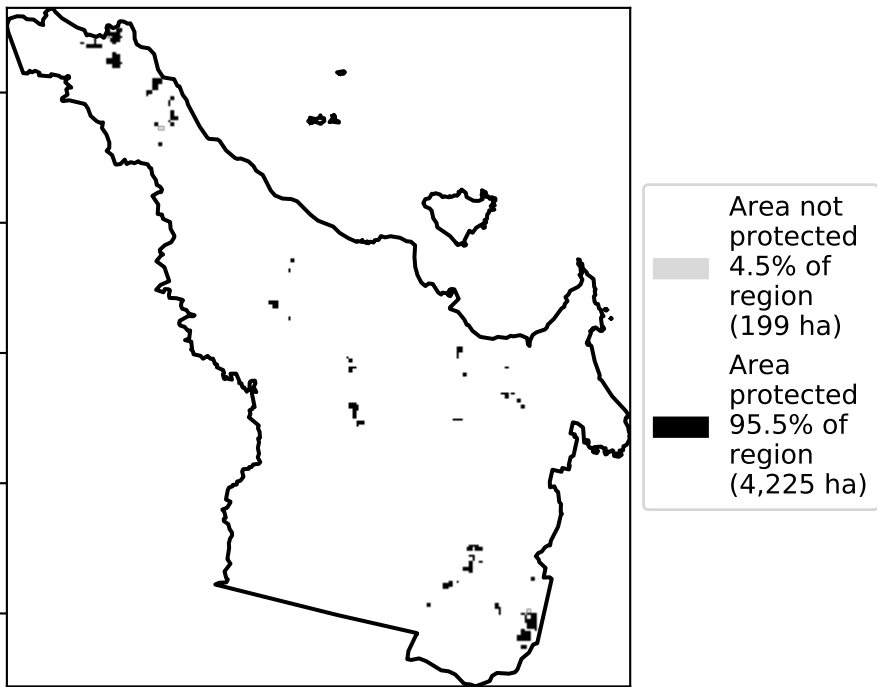 Area not
protected
4.5% of
region
(199 ha)
Area
protected
95.5% of
region
(4,225 ha)